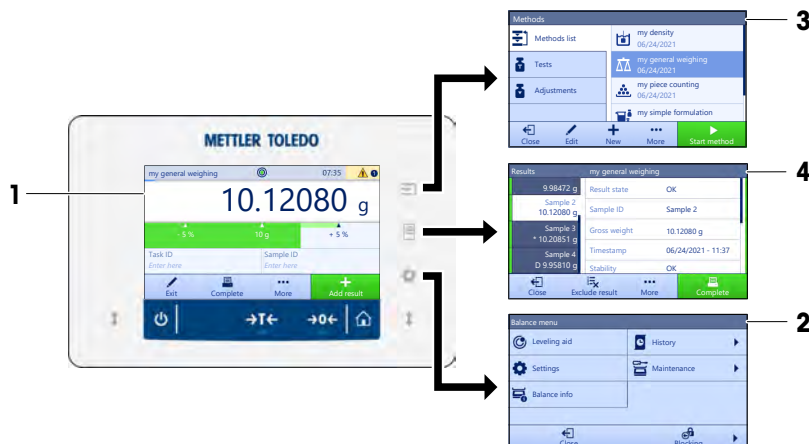 1
METTLER TOLEDO
my general weighing 07:35
10.12080 g
- 5 % 10 g + 5 %
Task ID Sample ID
Enter here Enter here
Exit Complete More Add result
→T← →0←
3
Methods
Methods list
Tests
Adjustments
my density
06/24/2021
my general weighing
06/24/2021
my piece counting
06/24/2021
my simple formulation
Close Edit New More Start method
4
Results my general weighing
9.98472 g
Sample 2
10.12080 g
Sample 3
* 10.20851 g
Sample 4
D 9.95810 g
Result state OK
Sample ID Sample 2
Gross weight 10.12080 g
Timestamp 06/24/2021 - 11:37
Stability OK
Close Exclude result More Complete
2
Balance menu
Leveling aid History
Settings Maintenance
Balance info
Close Blocking